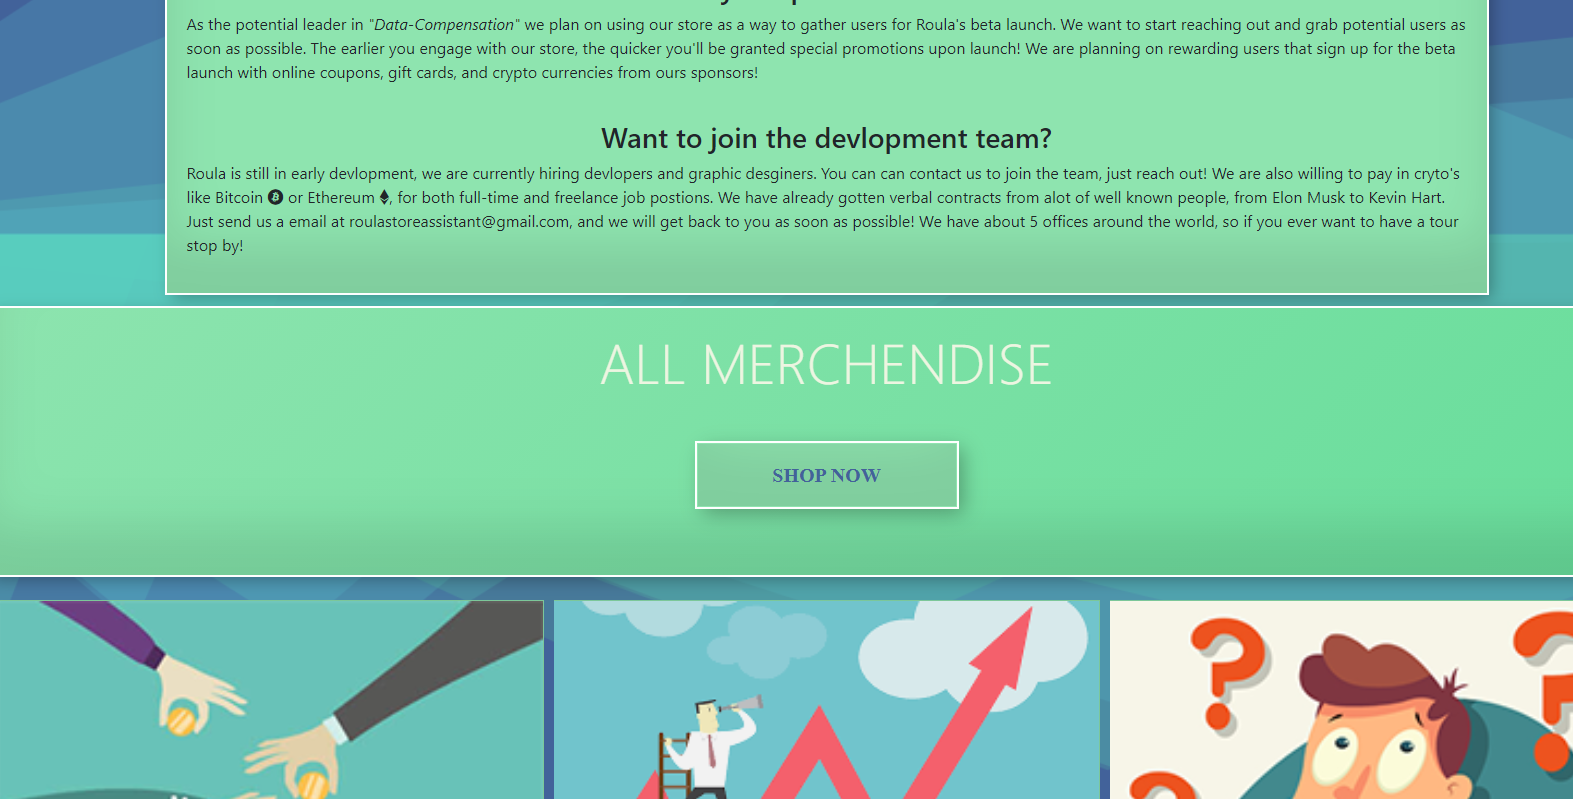 As the potential leader in "Data-Compensation" we plan on using our store as a way to gather users for Roula's beta launch. We want to start reaching out and grab potential users as
soon as possible. The earlier you engage with our store, the quicker you'll be granted special promotions upon launch! We are planning on rewarding users that sign up for the beta
launch with online coupons, gift cards, and crypto currencies from ours sponsors!
Want to join the devlopment team?
Roula is still in early devlopment, we are currently hiring devlopers and graphic desginers. You can can contact us to join the team, just reach out! We are also willing to pay in cryto's
like Bitcoin or Ethereum , for both full-time and freelance job postions. We have already gotten verbal contracts from alot of well known people, from Elon Musk to Kevin Hart.
Just send us a email at roulastoreassistant@gmail.com, and we will get back to you as soon as possible! We have about 5 offices around the world, so if you ever want to have a tour
stop by!
ALL MERCHENDISE
SHOP NOW